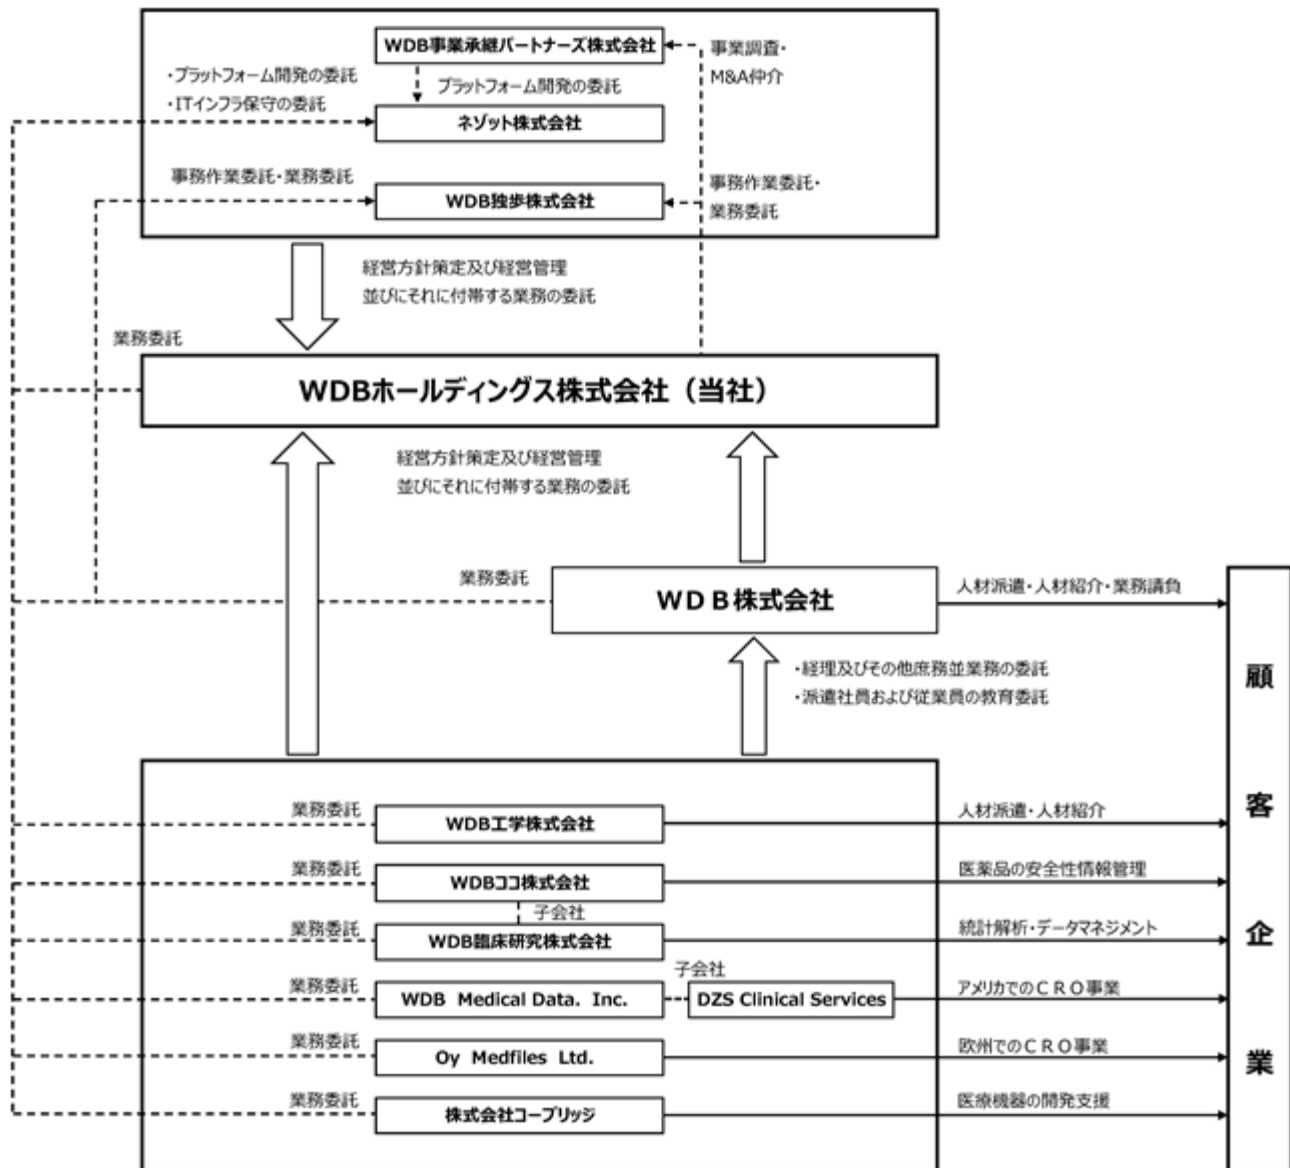 WDB事業承継パートナーズ株式会社
事業調査・
M&A仲介
・プラットフォーム開発の委託
・ITインフラ保守の委託
プラットフォーム開発の委託
ネゾット株式会社
事務作業委託・業務委託
WDB独歩株式会社
事務作業委託・
業務委託
経営方針策定及び経営管理
並びにそれに付帯する業務の委託
業務委託
WDBホールディングス株式会社（当社）
経営方針策定及び経営管理
並びにそれに付帯する業務の委託
業務委託
ＷＤＢ株式会社
人材派遣・人材紹介・業務請負
・経理及びその他庶務並業務の委託
・派遣社員および従業員の教育委託
顧客企業
業務委託
WDB工学株式会社
人材派遣・人材紹介
業務委託
WDBココ株式会社
医薬品の安全性情報管理
子会社
業務委託
WDB臨床研究株式会社
統計解析・データマネジメント
子会社
業務委託
WDB Medical Data. Inc.
DZS Clinical Services
アメリカでのＣＲＯ事業
業務委託
Oy Medfiles Ltd.
欧州でのＣＲＯ事業
業務委託
株式会社コーブリッジ
医療機器の開発支援